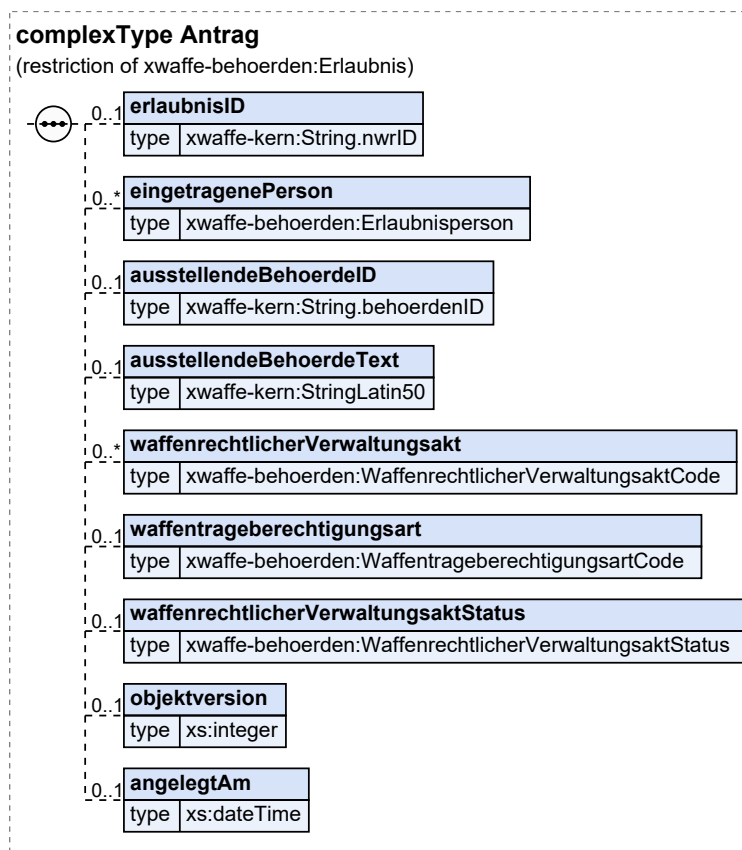 complexType Antrag
(restriction of xwaffe-behoerden:Erlaubnis)
0..1 erlaubnisID
type xwaffe-kern:String.nwrID
0..* eingetragenePerson
type xwaffe-behoerden:Erlaubnisperson
0..1 ausstellendeBehoerdeID
type xwaffe-kern:String.behoerdenID
0..1 ausstellendeBehoerdeText
type xwaffe-kern:StringLatin50
0..* waffenrechtlicherVerwaltungsakt
type xwaffe-behoerden:WaffenrechtlicherVerwaltungsaktCode
0..1 waffentrageberechtigungsart
type xwaffe-behoerden:WaffentrageberechtigungsartCode
0..1 waffenrechtlicherVerwaltungsaktStatus
type xwaffe-behoerden:WaffenrechtlicherVerwaltungsaktStatus
0..1 objektversion
type xs:integer
0..1 angelegtAm
type xs:dateTime